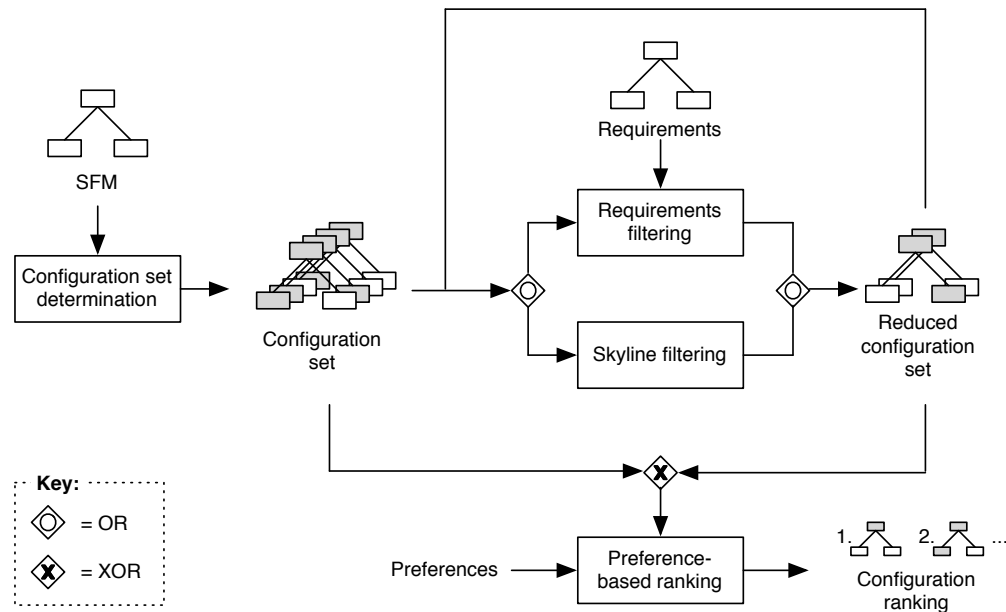 SFM
Configuration set
determination
Configuration
set
Requirements
Requirements
filtering
Skyline filtering
Reduced
configuration
set
Key:
= OR
= XOR
X
X
Preferences
Preference-
based ranking
1.
2.
...
Configuration
ranking